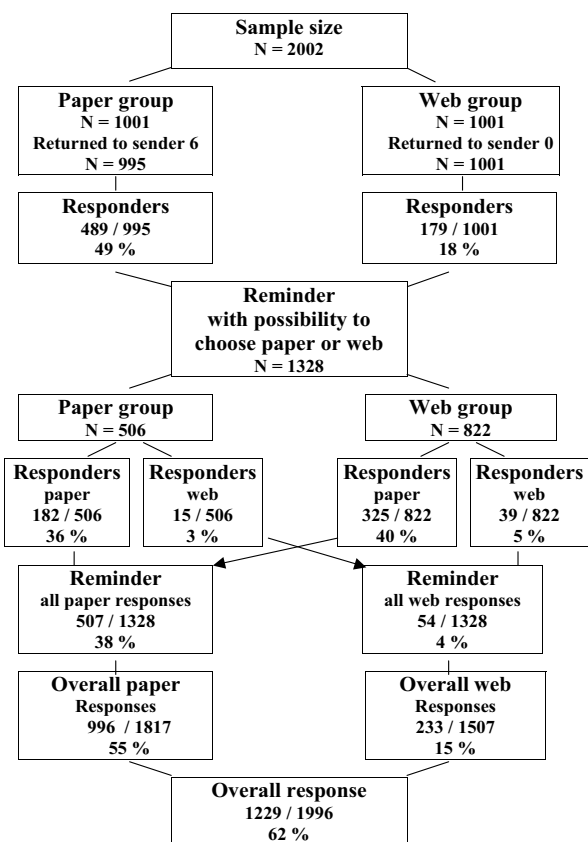 Sample size
N = 2002
Paper group
N = 1001
Returned to sender 6
N = 995
Web group
N = 1001
Returned to sender 0
N = 1001
Responders
489 / 995
49 %
Responders
179 / 1001
18 %
Reminder
with possibility to
choose paper or web
N = 1328
Paper group
N = 506
Web group
N = 822
Responders
paper
182 / 506
36 %
Responders
web
15 / 506
3 %
Responders
paper
325 / 822
40 %
Responders
web
39 / 822
5 %
Reminder
all paper responses
507 / 1328
38 %
Reminder
all web responses
54 / 1328
4 %
Overall paper
Responses
996 / 1817
55 %
Overall web
Responses
233 / 1507
15 %
Overall response
1229 / 1996
62 %